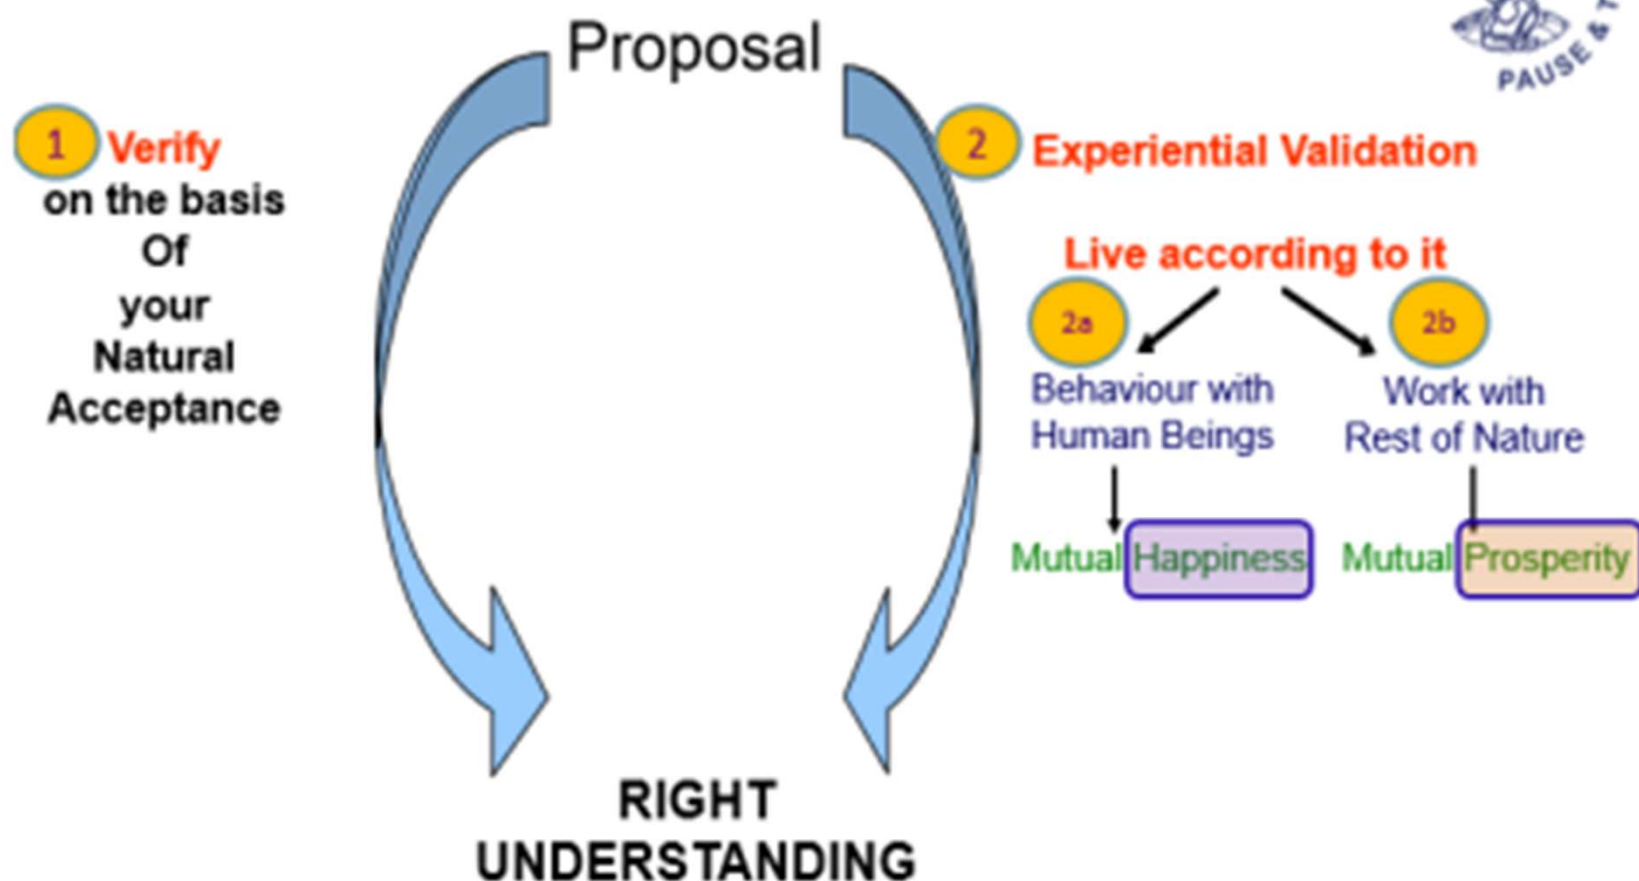 Proposal
PAUSE &
1 Verify
on the basis
Of
your
Natural
Acceptance
2 Experiential Validation
Live according to it
2a
2b
Behaviour with
Human Beings
Work with
Rest of Nature
Mutual Happiness
Mutual Prosperity
RIGHT
UNDERSTANDING